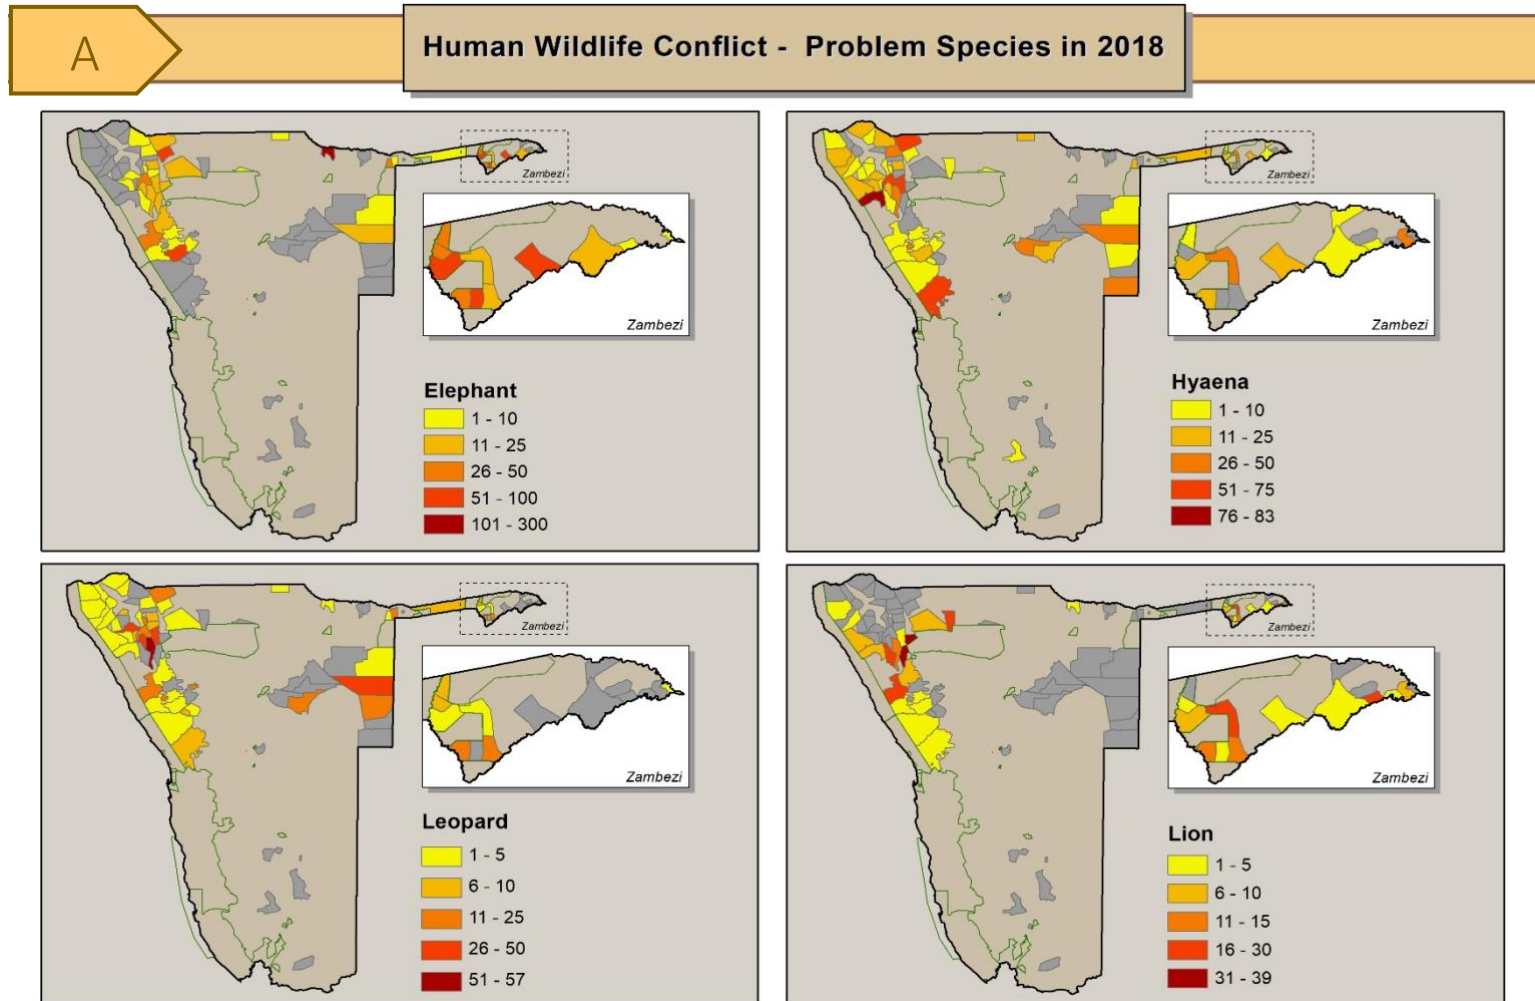 A
Human Wildlife Conflict - Problem Species in 2018
Zambezi
Zambezi
Elephant
1 - 10
11 - 25
26 - 50
51 - 100
101 - 300
Zambezi
Zambezi
Hyaena
1 - 10
11 - 25
26 - 50
51 - 75
76 - 83
Zambezi
Zambezi
Leopard
1 - 5
6 - 10
11 - 25
26 - 50
51 - 57
Zambezi
Zambezi
Lion
1 - 5
6 - 10
11 - 15
16 - 30
31 - 39